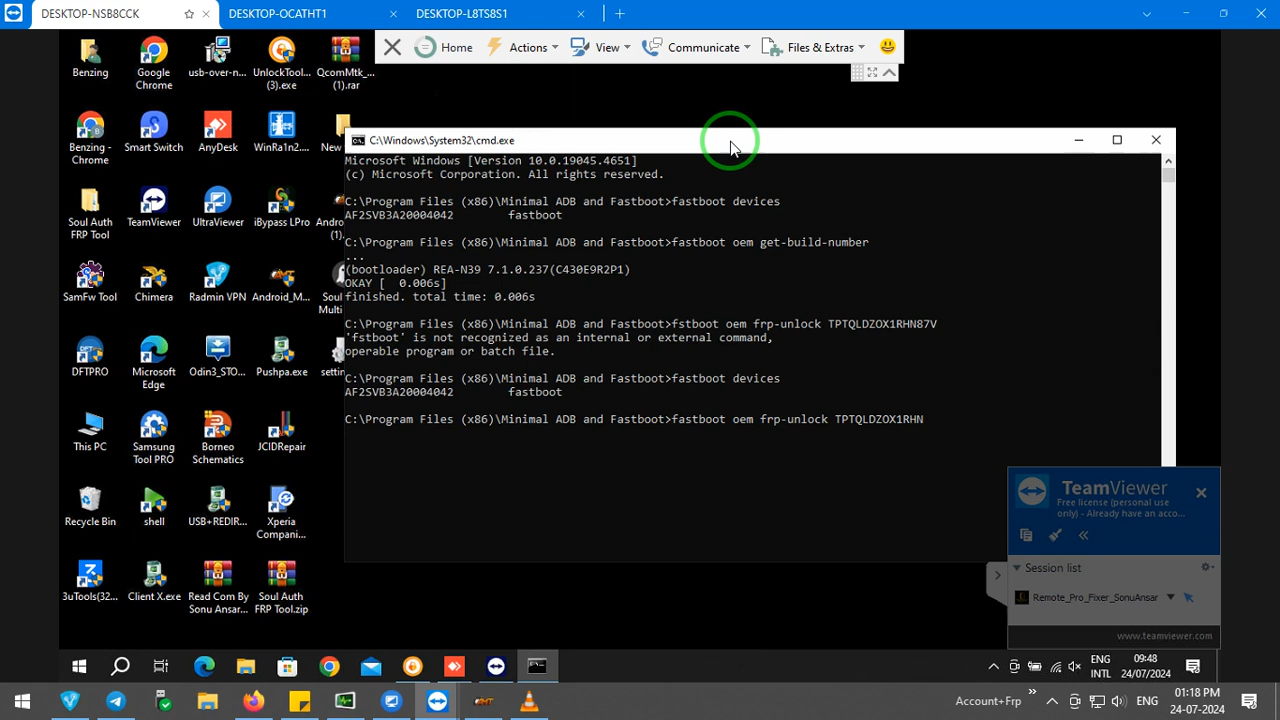 DESKTOP-NSB8CCK
DESKTOP-OCATHT1
DESKTOP-L8TS8S1
Home
Actions
View
Communicate
Files & Extras
Benzing
Google
Chrome
usb-over-n...
UnlockTool...
(3).exe
QcomMtk_...
(1).rar
Benzing -
Chrome
Smart Switch
AnyDesk
WinRa1n2...
New
Soul Auth
FRP Tool
TeamViewer
UltraViewer
iBypass LPro
Andro
(1).
SamFw Tool
Chimera
Radmin VPN
Android_M...
Soul
Multi
DFTPRO
Microsoft
Edge
Odin3_STO...
Pushpa.exe
settin
This PC
Samsung
Tool PRO
Borneo
Schematics
JCIDRepair
Recycle Bin
shell
USB+REDIR...
Xperia
Compani...
3uTools(32...
Client X.exe
Read Com By
Sonu Ansar...
Soul Auth
FRP Tool.zip
C:\Windows\System32\cmd.exe
Microsoft Windows [Version 10.0.19045.4651]
(c) Microsoft Corporation. All rights reserved.
C:\Program Files (x86)\Minimal ADB and Fastboot>fastboot devices
AF2SVB3A20004042 fastboot
C:\Program Files (x86)\Minimal ADB and Fastboot>fastboot oem get-build-number
...
(bootloader) REA-N39 7.1.0.237(C430E9R2P1)
OKAY [ 0.006s]
finished. total time: 0.006s
C:\Program Files (x86)\Minimal ADB and Fastboot>fstboot oem frp-unlock TPTQLDZOX1RHN87V
'fstboot' is not recognized as an internal or external command,
operable program or batch file.
C:\Program Files (x86)\Minimal ADB and Fastboot>fastboot devices
AF2SVB3A20004042 fastboot
C:\Program Files (x86)\Minimal ADB and Fastboot>fastboot oem frp-unlock TPTQLDZOX1RHN
TeamViewer
Free license (personal use
only) - Already have an acco...
Session list
Remote_Pro_Fixer_SonuAnsar
www.teamviewer.com
ENG
INTL
09:48
24/07/2024
Account+Frp
ENG
01:18 PM
24-07-2024